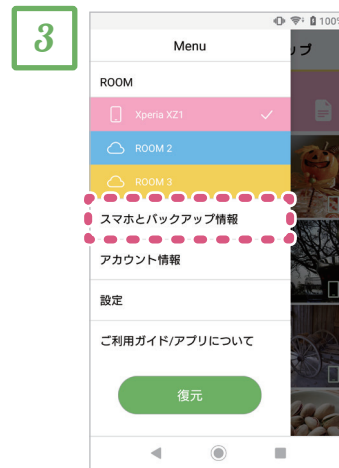 3
100%
Menu
ップ
ROOM
Xperia XZ1
ROOM 2
ROOM 3
スマホとバックアップ情報
アカウント情報
設定
ご利用ガイド/アプリについて
復元